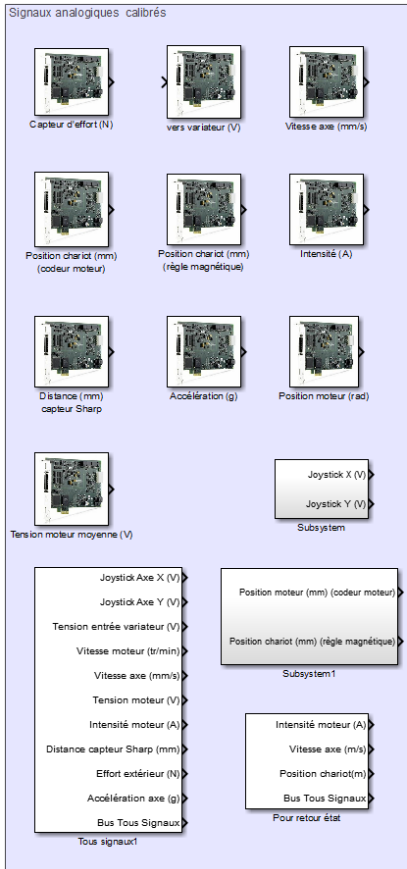 Signaux analogiques calibrés
Capteur d'effort (N)
vers variateur (V)
Vitesse axe (mm/s)
Position chariot (mm)
(codeur moteur)
Position chariot (mm)
(règle magnétique)
Intensité (A)
Distance (mm)
capteur Sharp
Accélération (g)
Position moteur (rad)
Tension moteur moyenne (V)
Joystick X (V)
Joystick Y (V)
Subsystem
Joystick Axe X (V)
Joystick Axe Y (V)
Tension entrée variateur (V)
Vitesse moteur (tr/min)
Vitesse axe (mm/s)
Tension moteur (V)
Intensité moteur (A)
Distance capteur Sharp (mm)
Effort extérieur (N)
Accélération axe (g)
Bus Tous Signaux
Tous signaux1
Position moteur (mm) (codeur moteur)
Position chariot (mm) (règle magnétique)
Subsystem1
Intensité moteur (A)
Vitesse axe (m/s)
Position chariot(m)
Bus Tous Signaux
Pour retour état